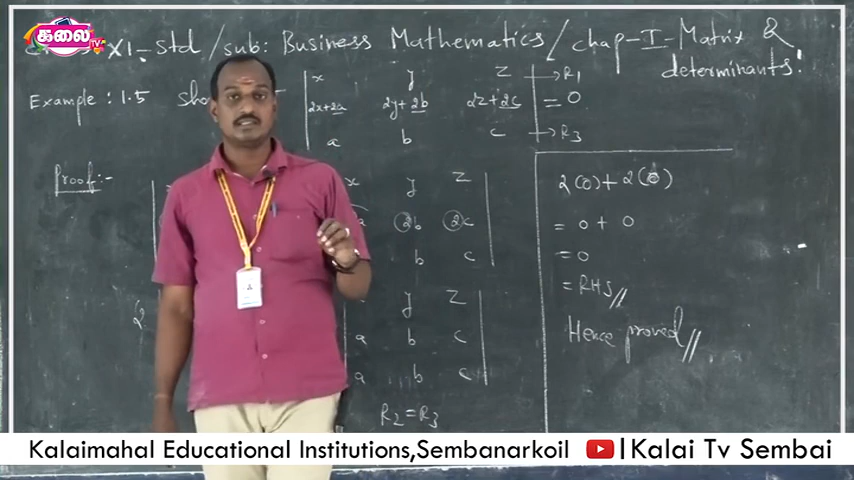 கலை TV
XI-Std / sub: Business Mathematics / chap-I-Matrix &
determinants!
Example: 1.5 sho
x y z → R1
2x+2a 2y+2b 2z+2c = 0
a b c → R3
Proof:-
x y z
a 2b 2c
b c
y z
2 a b c
a b c
R2=R3
2(0)+2(0)
= 0 + 0
= 0
= RHS //
Hence proved //
Kalaimahal Educational Institutions,Sembanarkoil |Kalai Tv Sembai